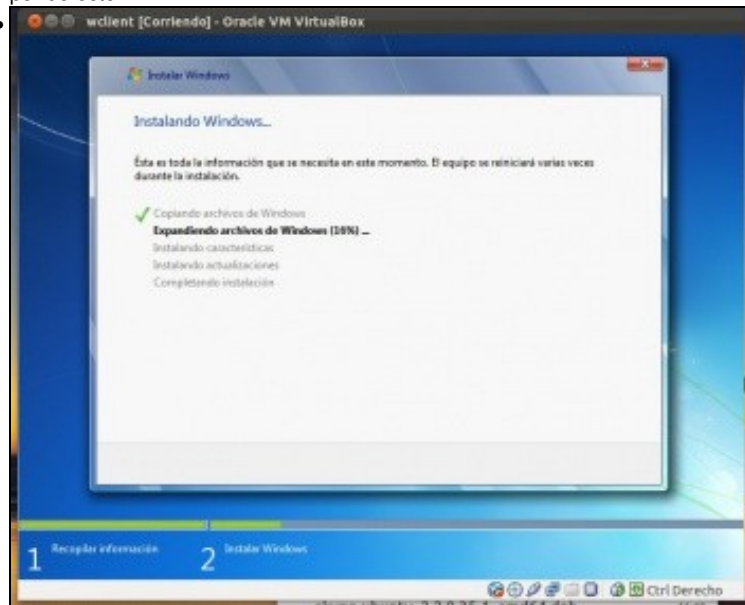 wclient [Corriendo] - Oracle VM VirtualBox
Instalar Windows
Instalando Windows...
Ésta es toda la información que se necesita en este momento. El equipo se reiniciará varias veces
durante la instalación.
Copiando archivos de Windows
Expandiendo archivos de Windows (16%) ...
Instalando características
Instalando actualizaciones
Completando instalación
1 Recopilar información 2 Instalar Windows
Ctrl Derecho